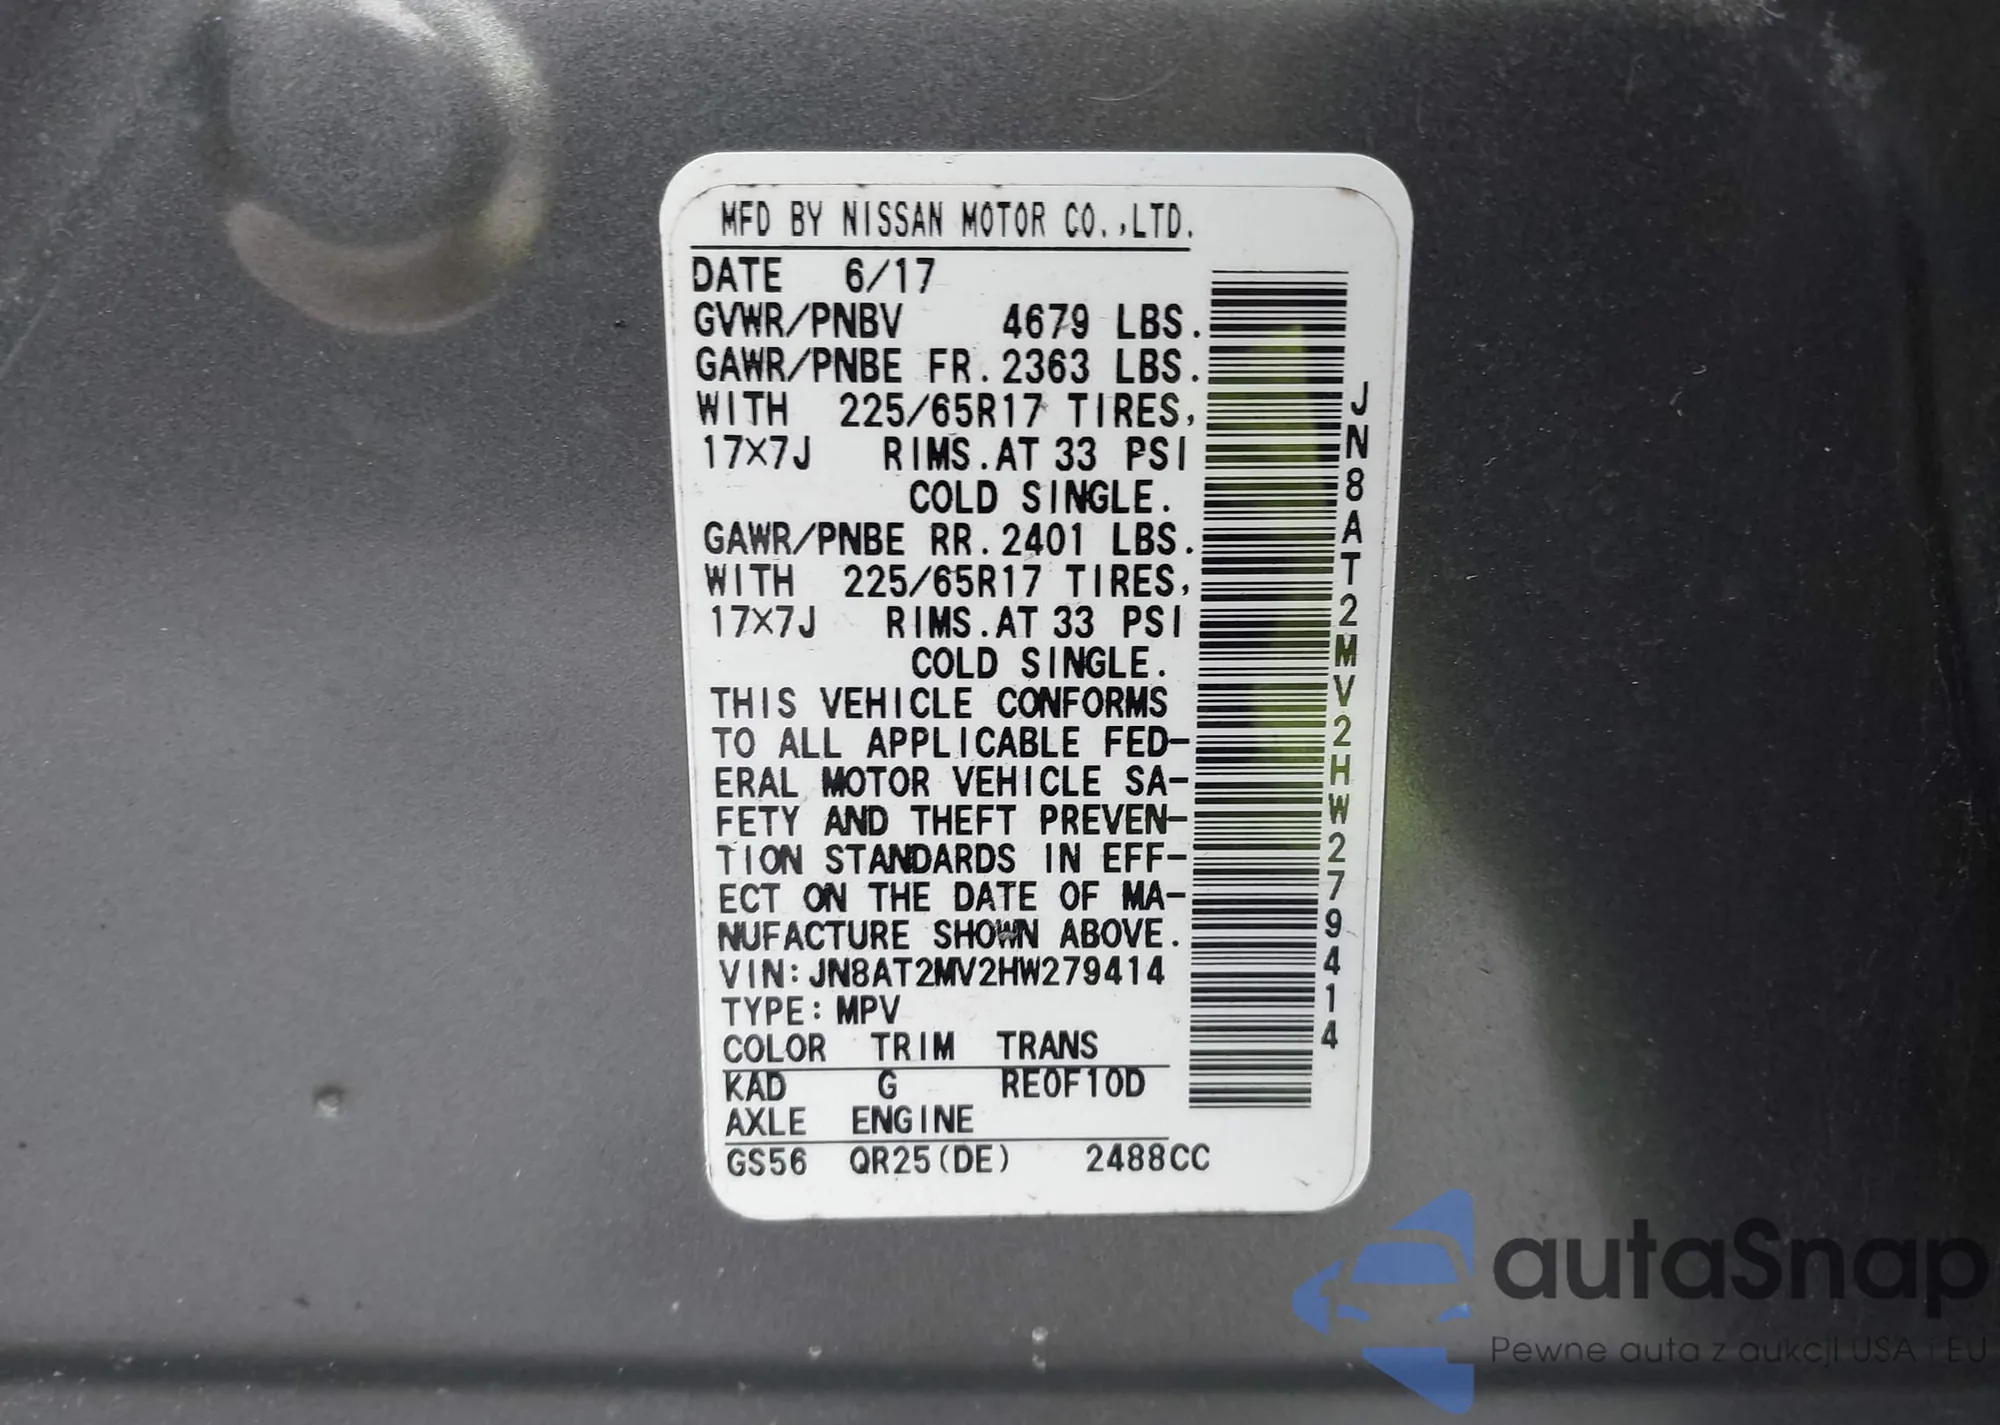 MFD BY NISSAN MOTOR CO.,LTD.
DATE 6/17
GVWR/PNBV 4679 LBS.
GAWR/PNBE FR. 2363 LBS.
WITH 225/65R17 TIRES,
17X7J RIMS. AT 33 PSI
COLD SINGLE.
GAWR/PNBE RR. 2401 LBS.
WITH 225/65R17 TIRES,
17X7J RIMS. AT 33 PSI
COLD SINGLE.
THIS VEHICLE CONFORMS
TO ALL APPLICABLE FED-
ERAL MOTOR VEHICLE SA-
FETY AND THEFT PREVEN-
TION STANDARDS IN EFF-
ECT ON THE DATE OF MA-
NUFACTURE SHOWN ABOVE.
VIN: JN8AT2MV2HW279414
TYPE: MPV
COLOR TRIM TRANS
KAD G RE0F10D
AXLE ENGINE
GS56 QR25(DE) 2488CC
JN8AT2MV2HW279414
autaSnap
Pewne auta z aukcji USA i EU